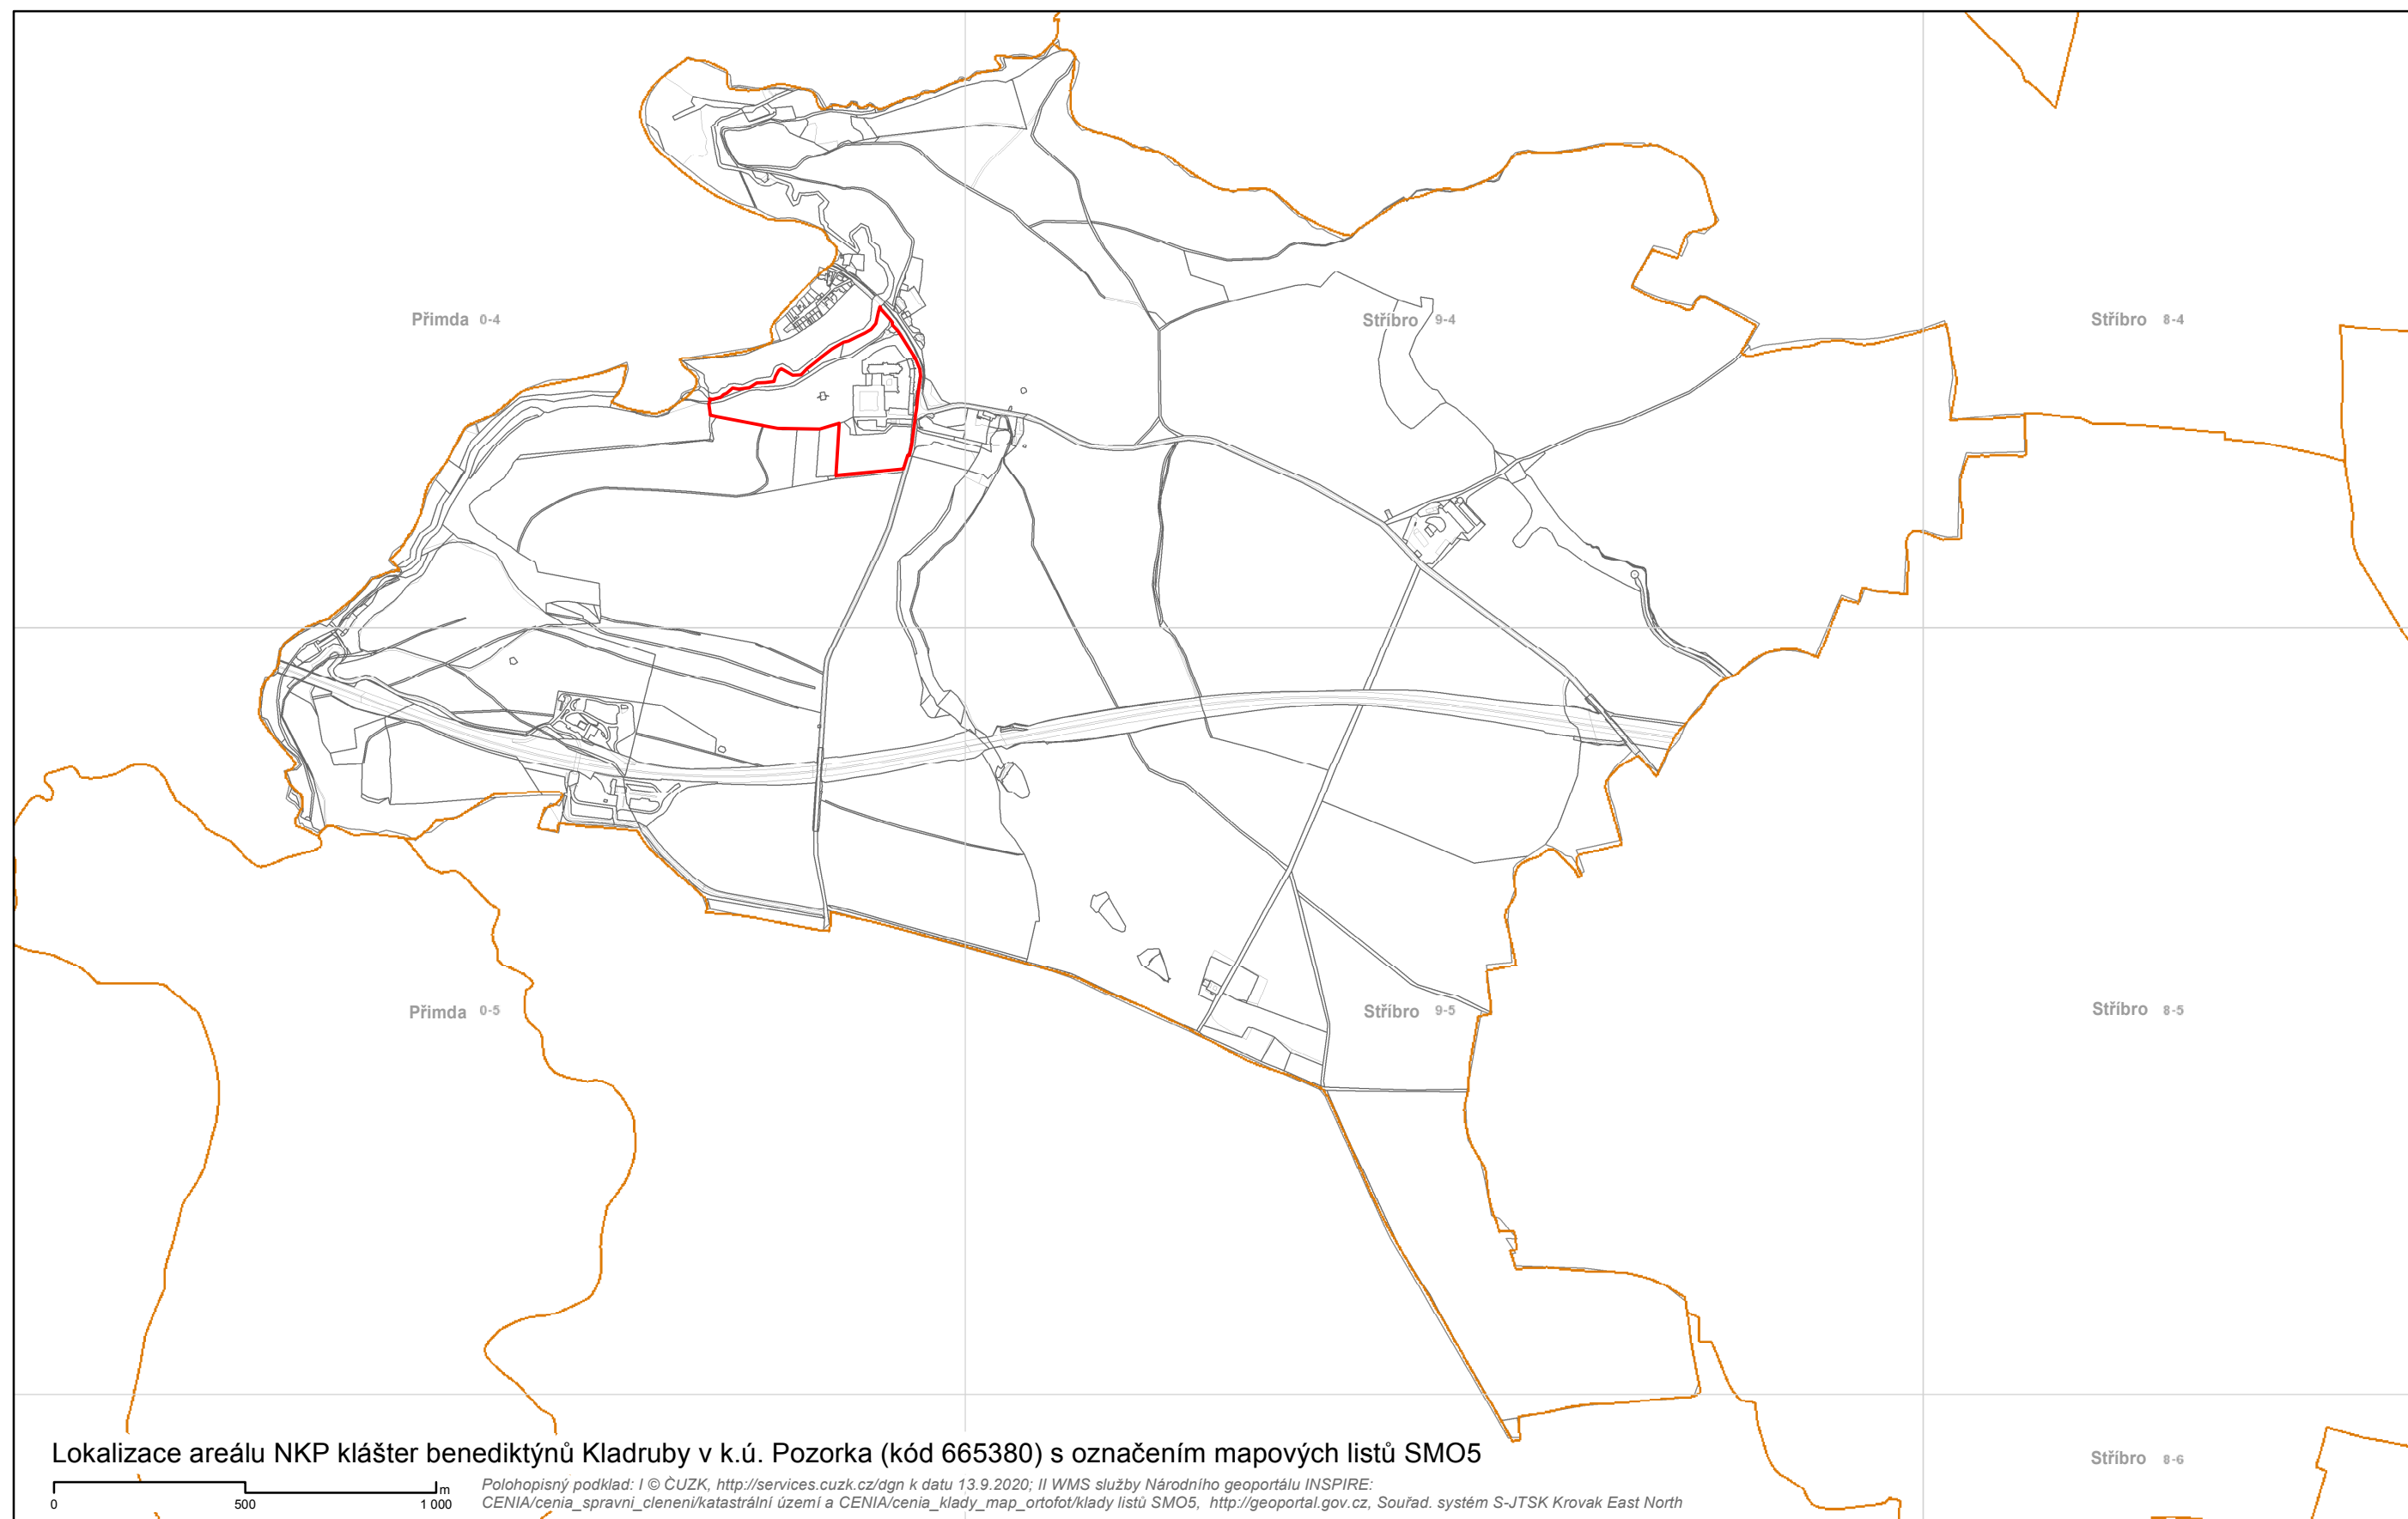 Přimda 0-4
Stříbro 9-4
Stříbro 8-4
Přimda 0-5
Stříbro 9-5
Stříbro 8-5
Stříbro 8-6
Lokalizace areálu NKP klášter benediktýnů Kladruby v k.ú. Pozorka (kód 665380) s označením mapových listů SMO5
0 500 1 000 m
Polohopisný podklad: I © ČUZK, http://services.cuzk.cz/dgn k datu 13.9.2020; II WMS služby Národního geoportálu INSPIRE:
CENIA/cenia_spravni_cleneni/katastrální území a CENIA/cenia_klady_map_ortofot/klady listů SMO5, http://geoportal.gov.cz, Souřad. systém S-JTSK Krovak East North